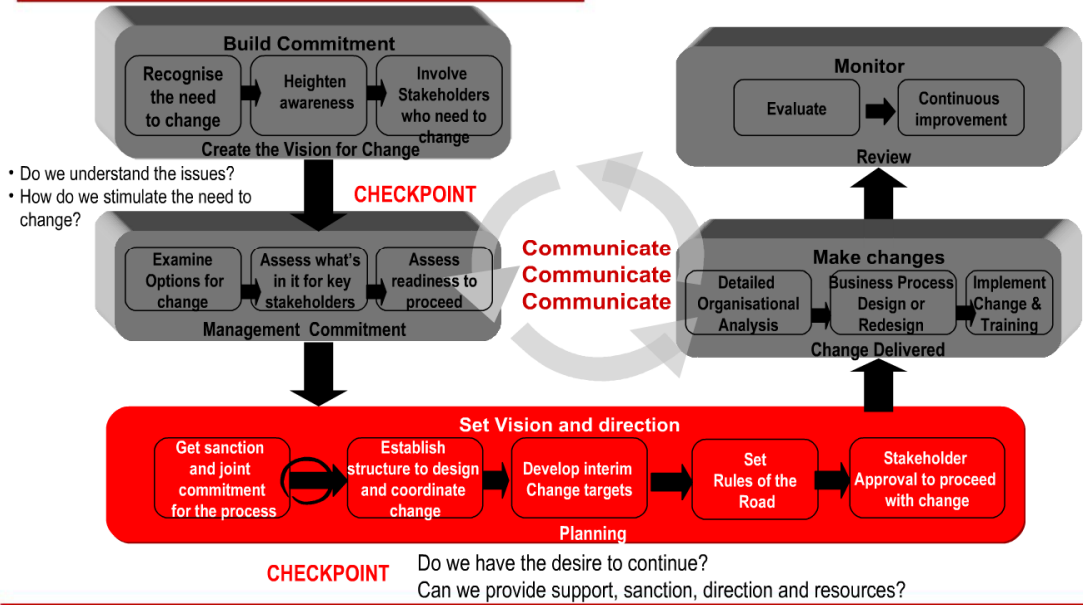 Build Commitment
Recognise
the need
to change
Heighten
awareness
Involve
Stakeholders
who need to
change
Create the Vision for Change
• Do we understand the issues?
• How do we stimulate the need to
change?
CHECKPOINT
Examine
Options for
change
Assess what's
in it for key
stakeholders
Assess
readiness to
proceed
Management Commitment
Communicate
Communicate
Communicate
Monitor
Evaluate
Continuous
improvement
Review
Make changes
Detailed
Organisational
Analysis
Business Process
Design or
Redesign
Implement
Change &
Training
Change Delivered
Set Vision and direction
Get sanction
and joint
commitment
for the process
Establish
structure to design
and coordinate
change
Develop interim
Change targets
Set
Rules of the
Road
Stakeholder
Approval to proceed
with change
Planning
CHECKPOINT
Do we have the desire to continue?
Can we provide support, sanction, direction and resources?